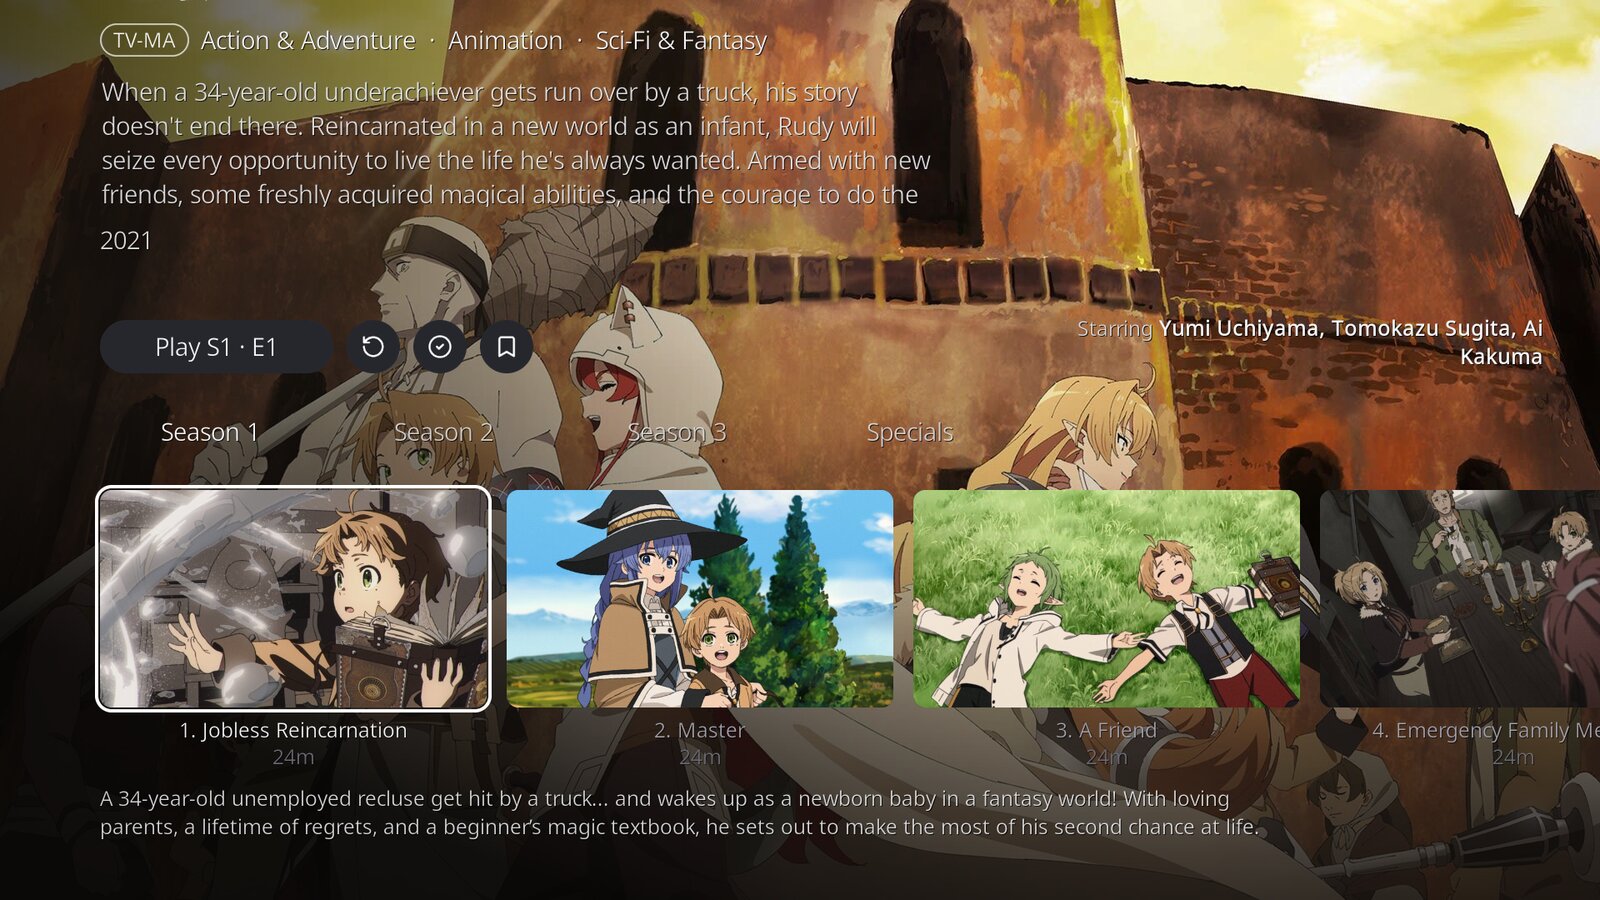 TV-MA Action & Adventure · Animation · Sci-Fi & Fantasy
When a 34-year-old underachiever gets run over by a truck, his story
doesn't end there. Reincarnated in a new world as an infant, Rudy will
seize every opportunity to live the life he's always wanted. Armed with new
friends, some freshly acquired magical abilities, and the courage to do the
2021
Play S1 · E1
Starring Yumi Uchiyama, Tomokazu Sugita, Ai
Kakuma
Season 1 Season 2 Season 3 Specials
1. Jobless Reincarnation
24m
2. Master
24m
3. A Friend
24m
4. Emergency Family Me
24m
A 34-year-old unemployed recluse get hit by a truck... and wakes up as a newborn baby in a fantasy world! With loving
parents, a lifetime of regrets, and a beginner’s magic textbook, he sets out to make the most of his second chance at life.